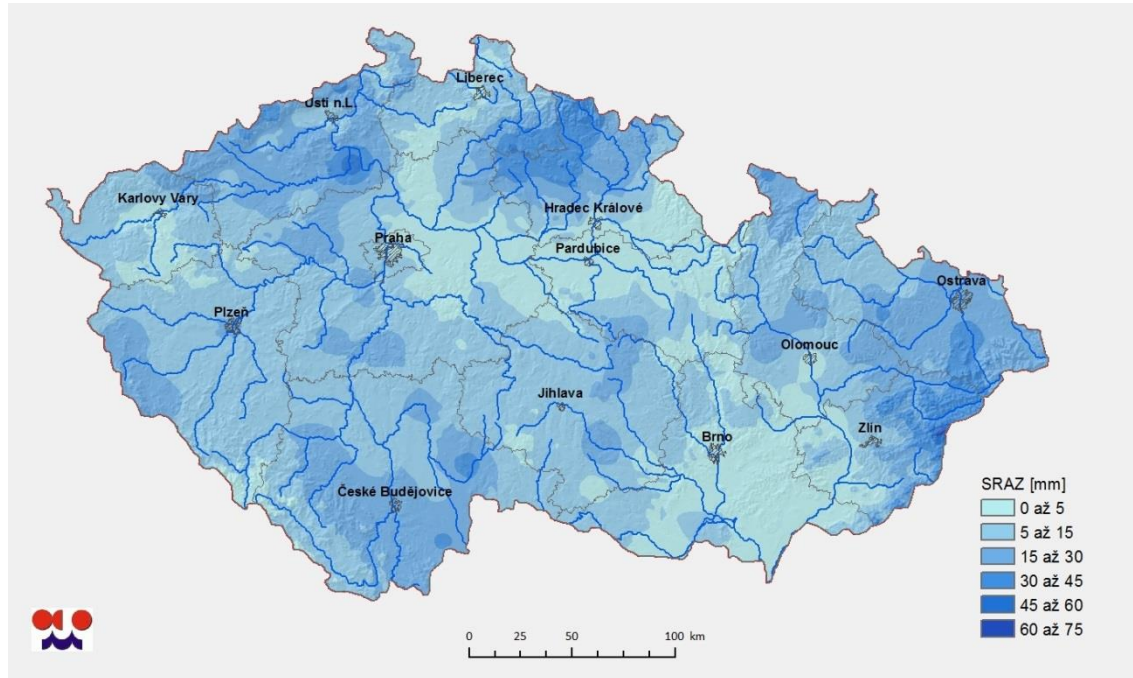 Liberec
Ústí n.L.
Karlovy Vary
Hradec Králové
Praha
Pardubice
Ostrava
Plzeň
Olomouc
Jihlava
Zlín
Brno
České Budějovice
SRAZ [mm]
0 až 5
5 až 15
15 až 30
30 až 45
45 až 60
60 až 75
0 25 50 100 km